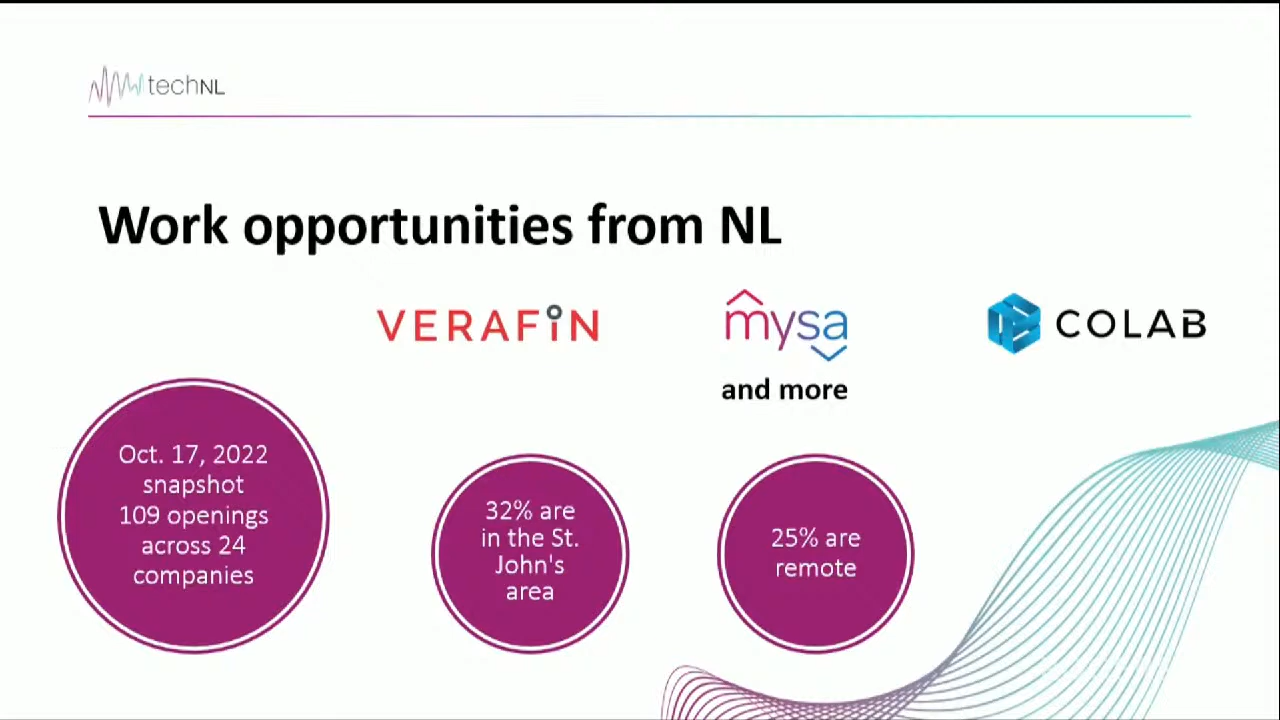 techNL
Work opportunities from NL
VERAFIN
mysa
COLAB
and more
Oct. 17, 2022
snapshot
109 openings
across 24
companies
32% are
in the St.
John's
area
25% are
remote